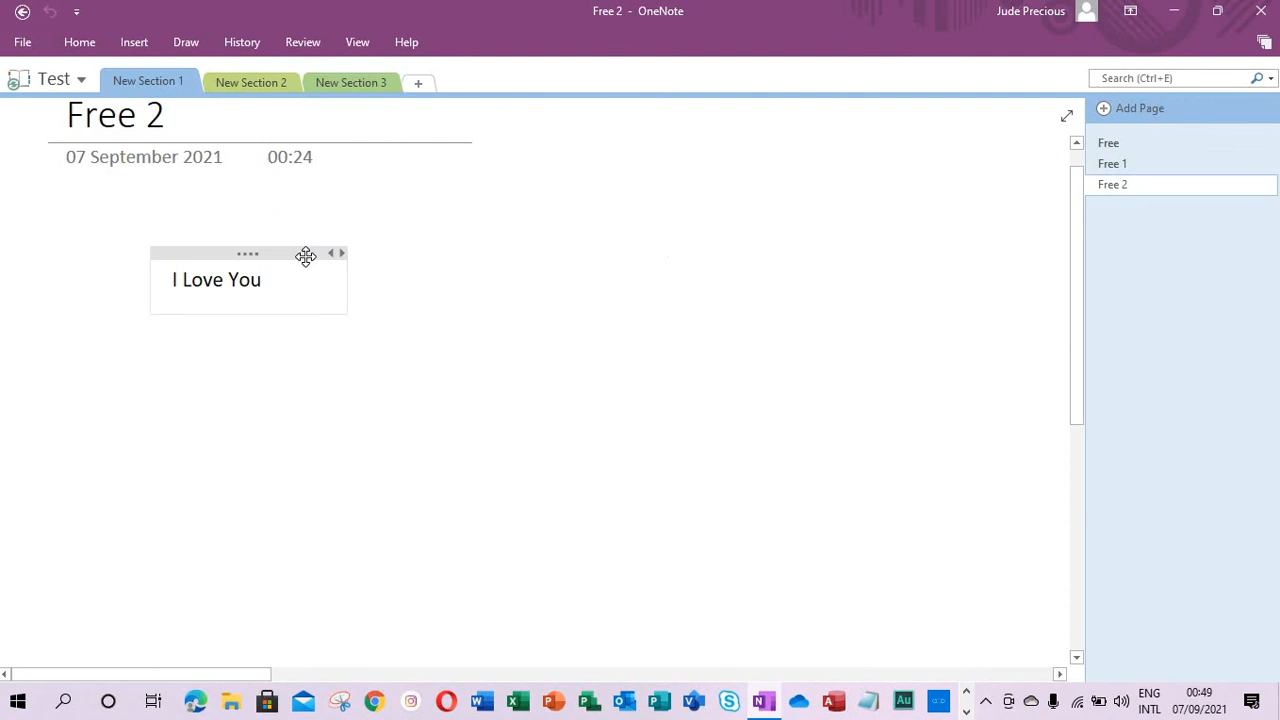 Free 2 - OneNote
Jude Precious
File
Home
Insert
Draw
History
Review
View
Help
Test
New Section 1
New Section 2
New Section 3
Search (Ctrl+E)
Add Page
Free
Free 1
Free 2
Free 2
07 September 2021
00:24
I Love You
Au
ENG
INTL
00:49
07/09/2021